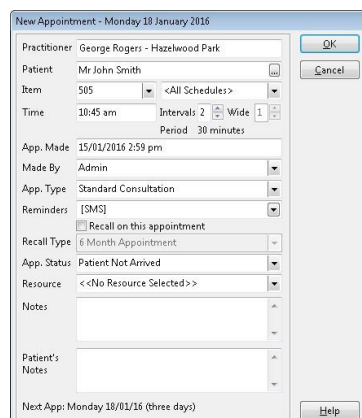 New Appointment - Monday 18 January 2016
Practitioner George Rogers - Hazelwood Park
OK
Patient Mr John Smith ...
Cancel
Item 505 <All Schedules>
Time 10:45 am Intervals 2 Wide 1
Period 30 minutes
App. Made 15/01/2016 2:59 pm
Made By Admin
App. Type Standard Consultation
Reminders [SMS]
Recall on this appointment
Recall Type 6 Month Appointment
App. Status Patient Not Arrived
Resource <<No Resource Selected>>
Notes
Patient's
Notes
Next App: Monday 18/01/16 (three days)
Help